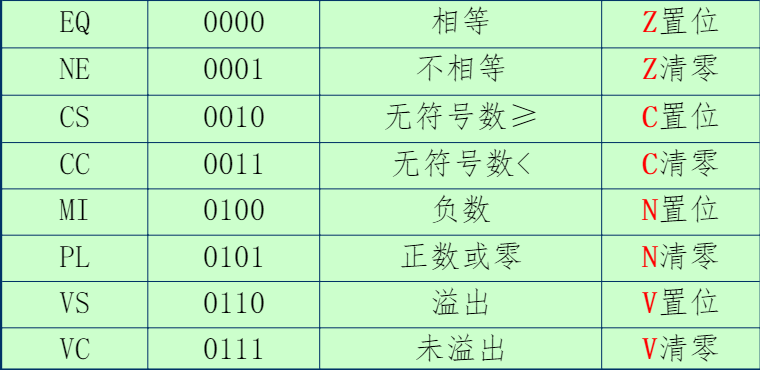 EQ 0000 相等 Z置位
NE 0001 不相等 Z清零
CS 0010 无符号数≥ C置位
CC 0011 无符号数< C清零
MI 0100 负数 N置位
PL 0101 正数或零 N清零
VS 0110 溢出 V置位
VC 0111 未溢出 V清零